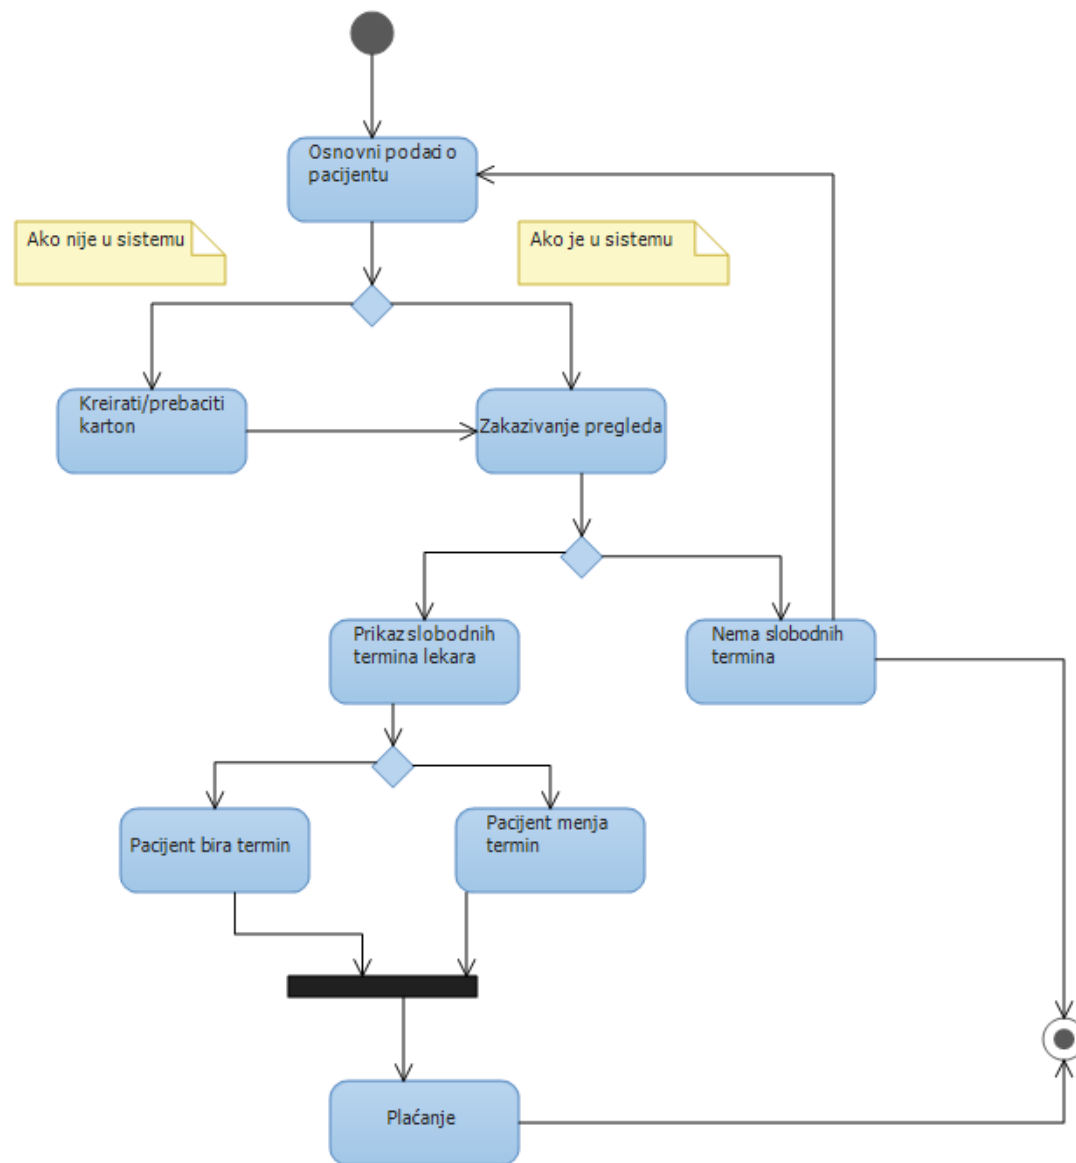 Osnovni podaci o
pacijentu
Ako nije u sistemu
Ako je u sistemu
Kreirati/prebaciti
karton
Zakazivanje pregleda
Prikaz slobodnih
termina lekara
Nema slobodnih
termina
Pacijent bira termin
Pacijent menja
termin
Plaćanje